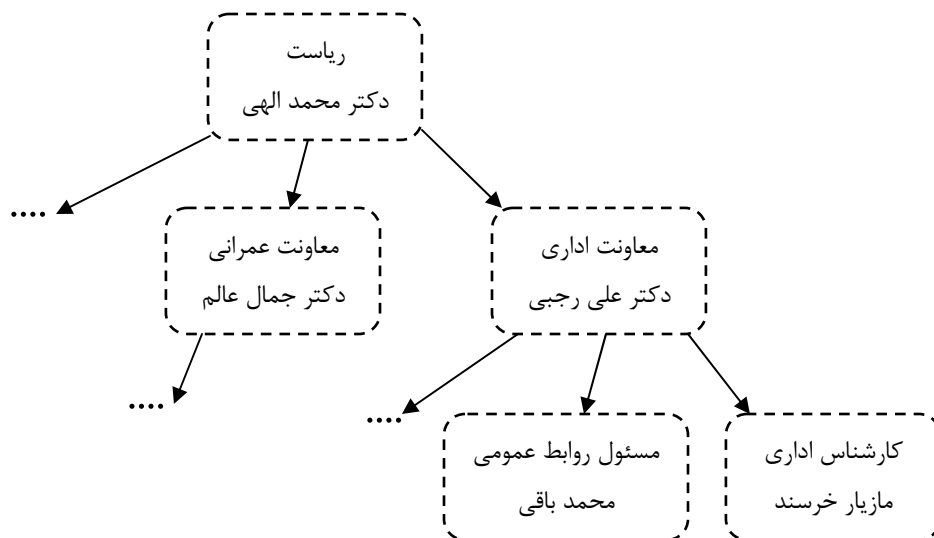 ریاست
دکتر محمد الهی
....
معاونت اداری
دکتر علی رجبی
معاونت عمرانی
دکتر جمال عالم
....
....
کارشناس اداری
مازیار خرسند
مسئول روابط عمومی
محمد باقی